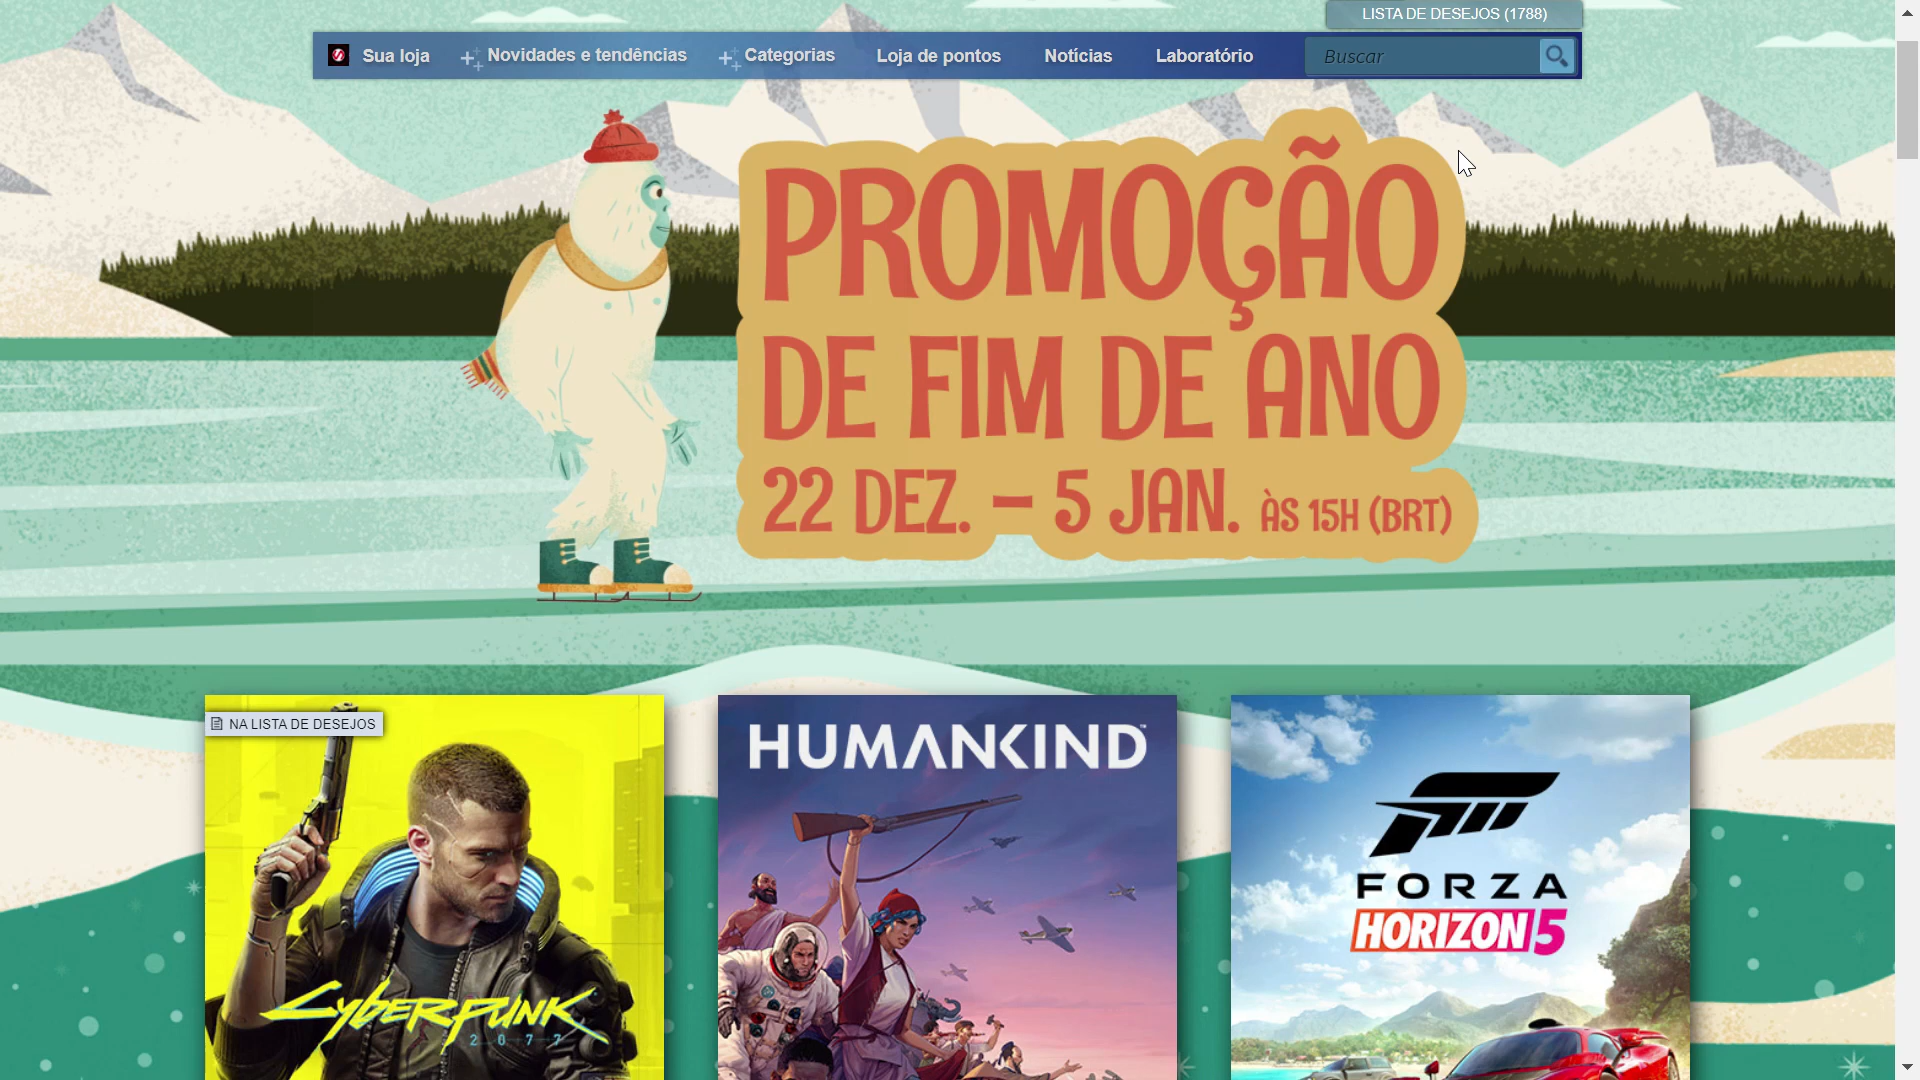 LISTA DE DESEJOS (1788)
Sua loja
Novidades e tendências
Categorias
Loja de pontos
Notícias
Laboratório
Buscar
PROMOÇÃO
DE FIM DE ANO
22 DEZ. – 5 JAN. ÀS 15H (BRT)
NA LISTA DE DESEJOS
CYBERPUNK
2077
HUMANKIND™
FORZA
HORIZON 5